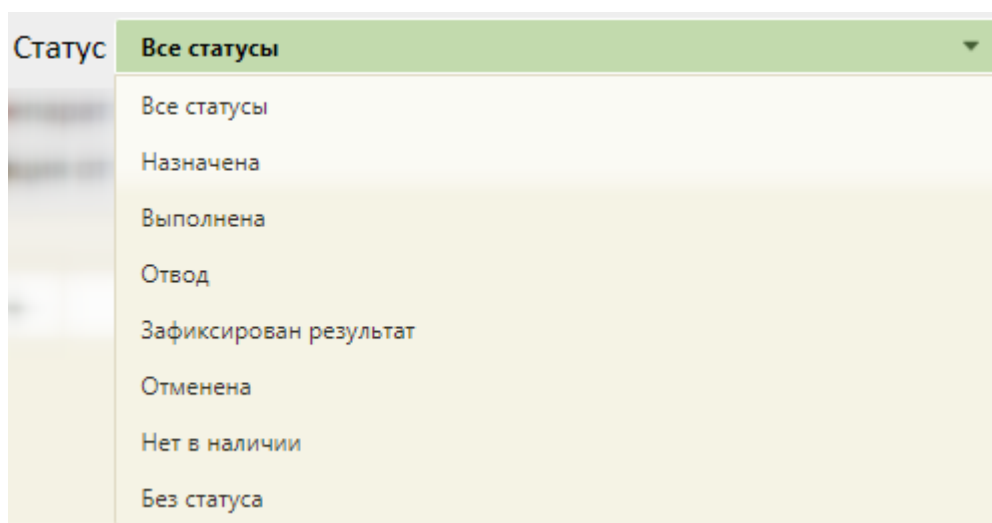 Статус Все статусы
Все статусы
Назначена
Выполнена
Отвод
Зафиксирован результат
Отменена
Нет в наличии
Без статуса